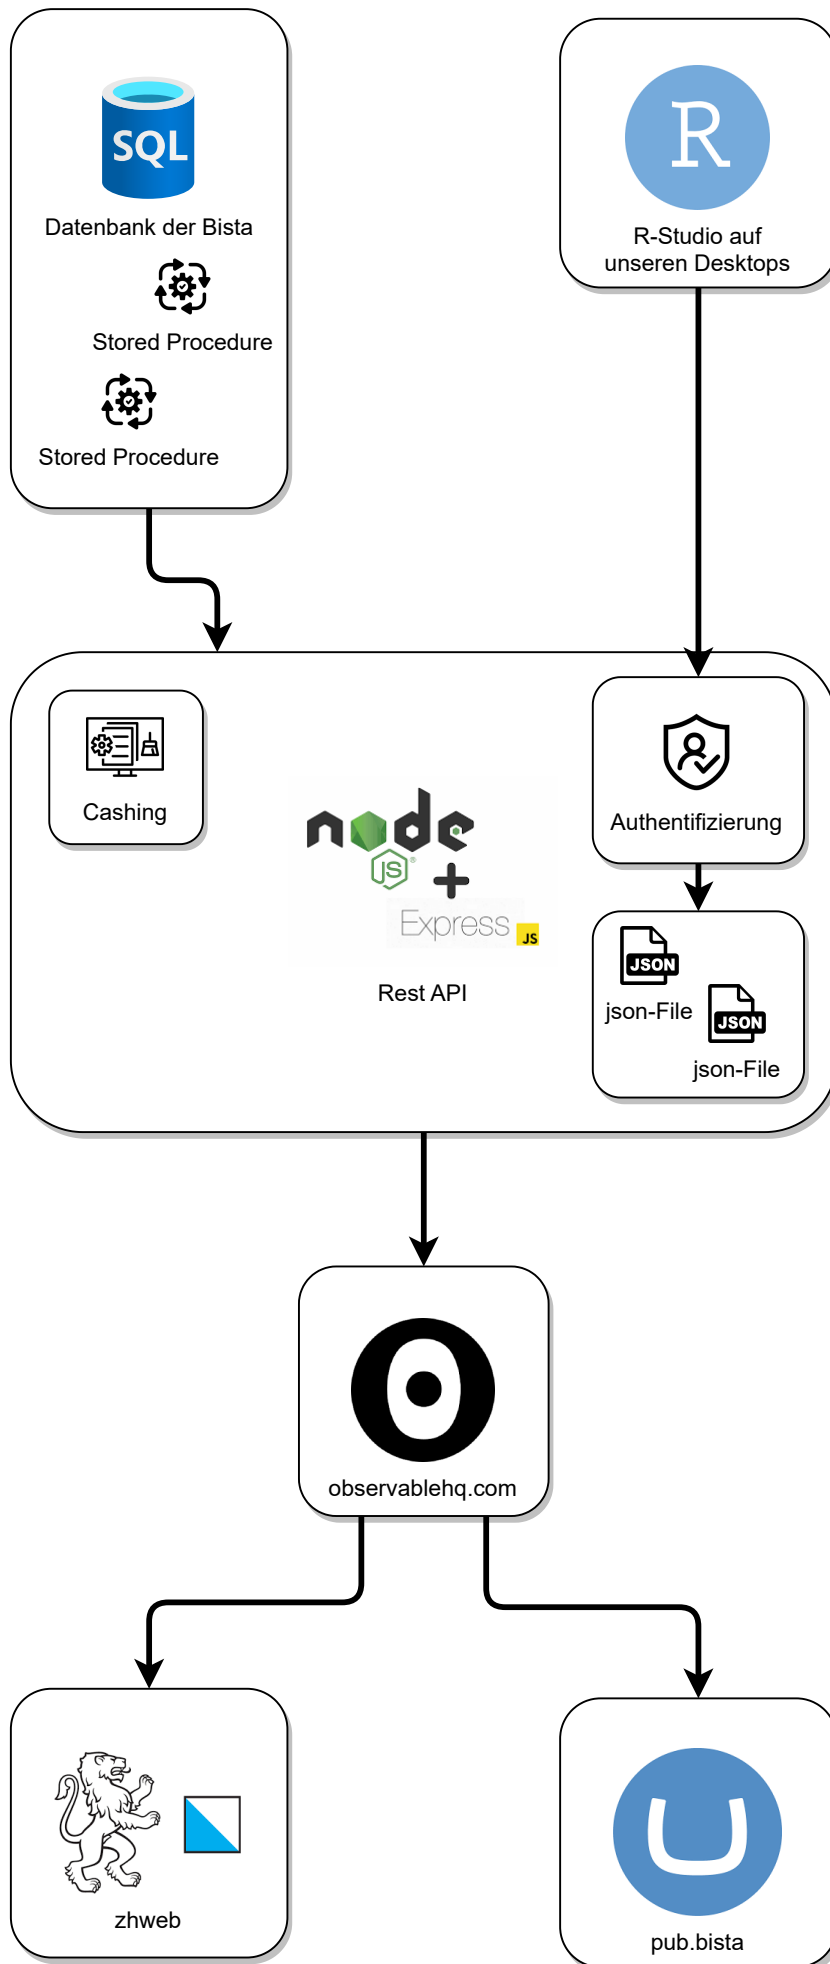 SQL
Datenbank der Bista
Stored Procedure
Stored Procedure
R
R-Studio auf
unseren Desktops
Cashing
node
JS
®
+
Express
JS
Rest API
Authentifizierung
JSON
json-File
JSON
json-File
observablehq.com
zhweb
pub.bista